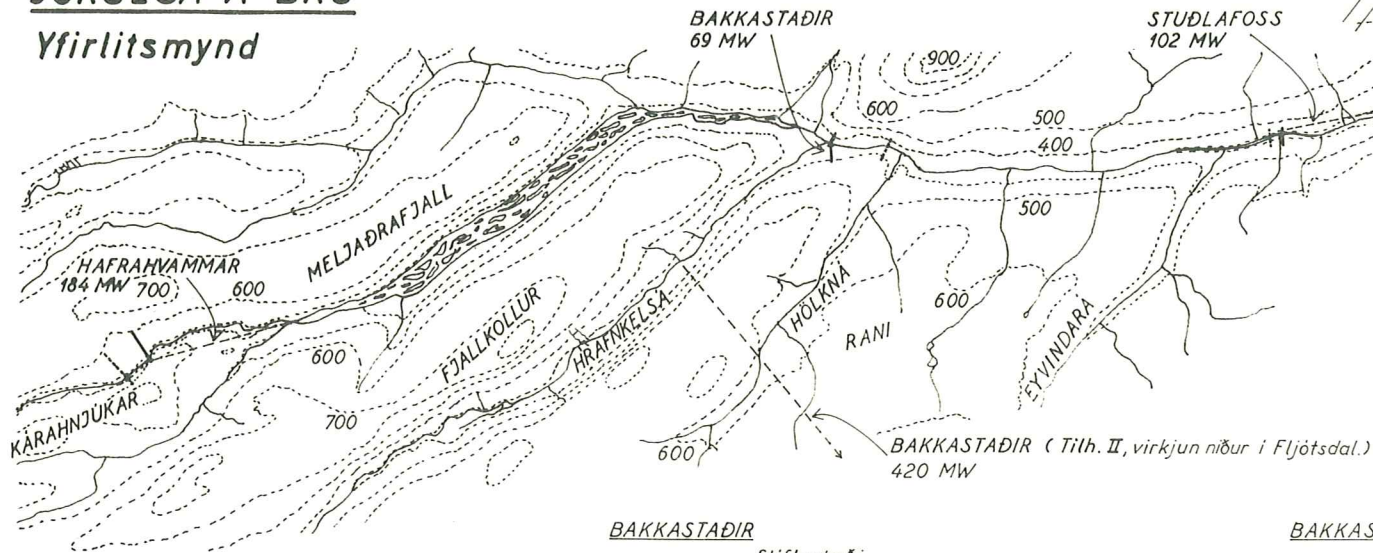 Yfirlitsmynd
BAKKASTAÐIR
69 MW
STUÐLAFOSS
102 MW
900
600
500
400
500
MELJAÐRAFJALL
HAFRAHVAMMAR
184 MW
700
600
600
FJALLKOLLUR
HRAFNKELSA
HÖLKNÁ
RANI
600
EYVINDARA
KÁRAHNJÚKAR
700
600
BAKKASTAÐIR ( Tilh. II, virkjun niður i Fljótsdal.)
420 MW
BAKKASTAÐIR